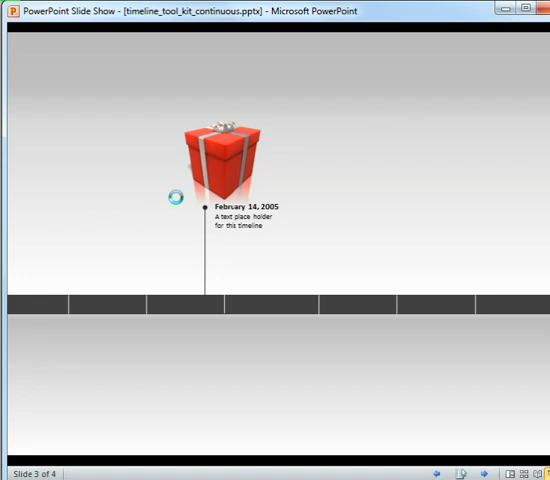 PowerPoint Slide Show - [timeline_tool_kit_continuous.pptx] - Microsoft PowerPoint
February 14, 2005
A text place holder
for this timeline
Slide 3 of 4